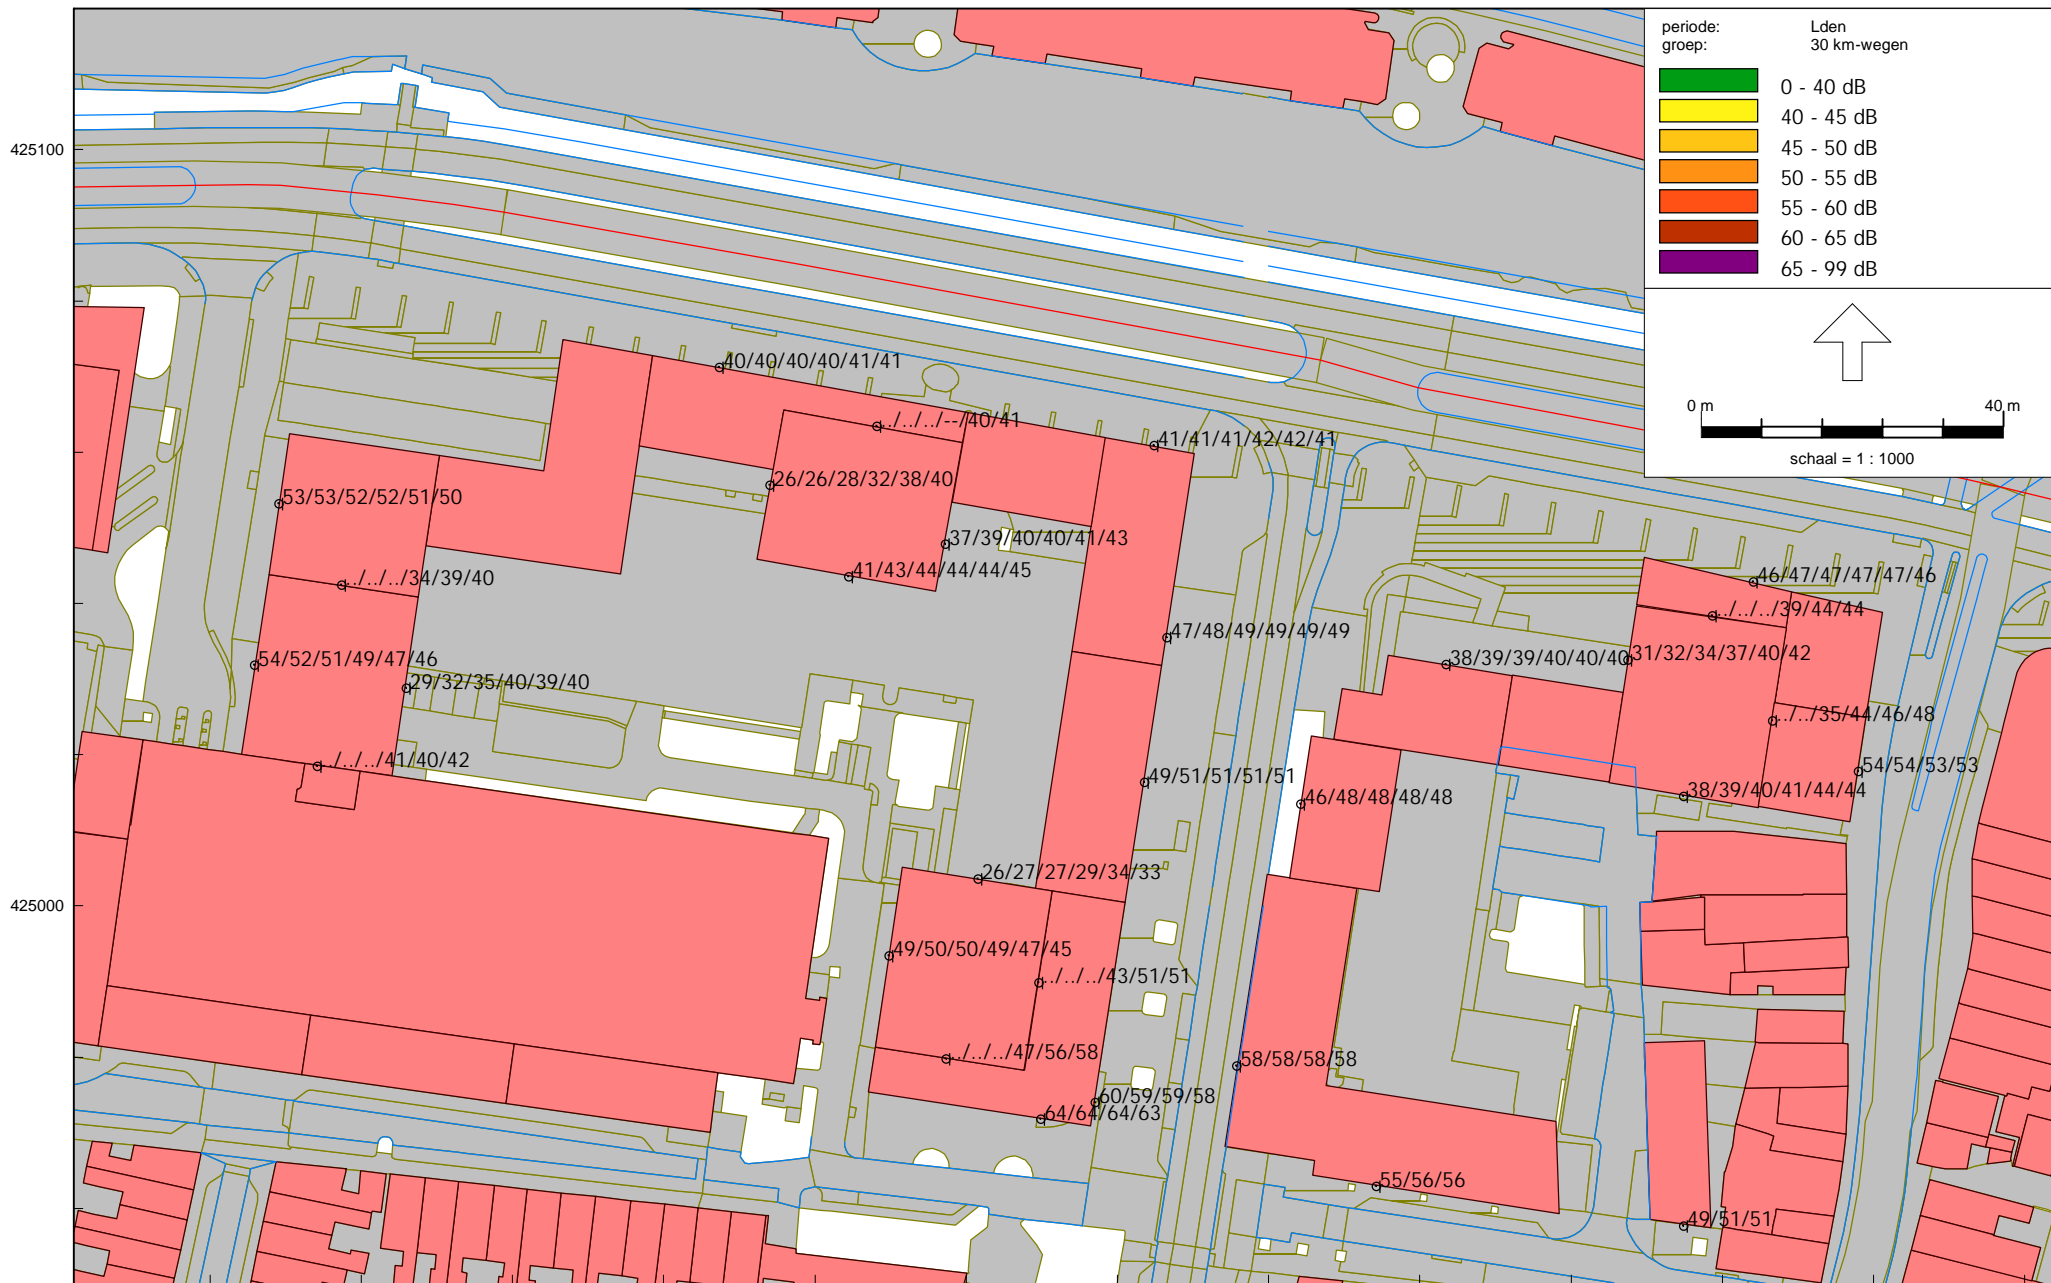 periode: Lden
groep: 30 km-wegen
0 - 40 dB
40 - 45 dB
45 - 50 dB
50 - 55 dB
55 - 60 dB
60 - 65 dB
65 - 99 dB
0 m 40 m
schaal = 1 : 1000
425100
40/40/40/40/41/41
../../../--/40/41
41/41/41/42/42/41
26/26/28/32/38/40
53/53/52/52/51/50
37/39/40/40/41/43
41/43/44/44/44/45
../../../34/39/40
46/47/47/47/47/46
../../../39/44/44
47/48/49/49/49/49
54/52/51/49/47/46
38/39/39/40/40/40
31/32/34/37/40/42
29/32/35/40/39/40
../../35/44/46/48
../../../41/40/42
54/54/53/53
49/51/51/51/51
46/48/48/48/48
38/39/40/41/44/44
26/27/27/29/34/33
425000
49/50/50/49/47/45
../../../43/51/51
../../../47/56/58
58/58/58/58
60/59/59/58
64/64/64/63
55/56/56
49/51/51